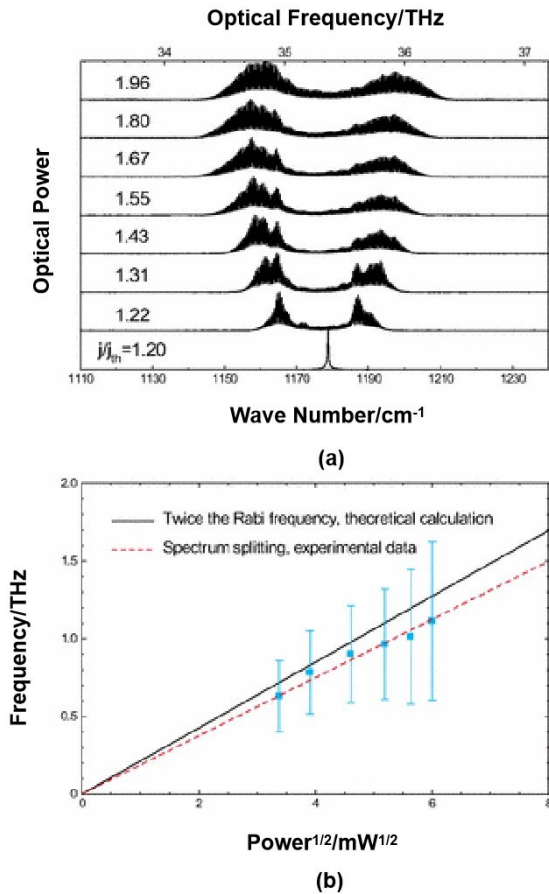 Optical Frequency/THz
34 35 36 37
1.96
1.80
1.67
1.55
1.43
1.31
1.22
j/jth=1.20
Optical Power
1110 1130 1150 1170 1190 1210 1230
Wave Number/cm-1
(a)
2.0
Twice the Rabi frequency, theoretical calculation
Spectrum splitting, experimental data
1.5
1.0
0.5
0
Frequency/THz
0 2 4 6 8
Power1/2/mW1/2
(b)